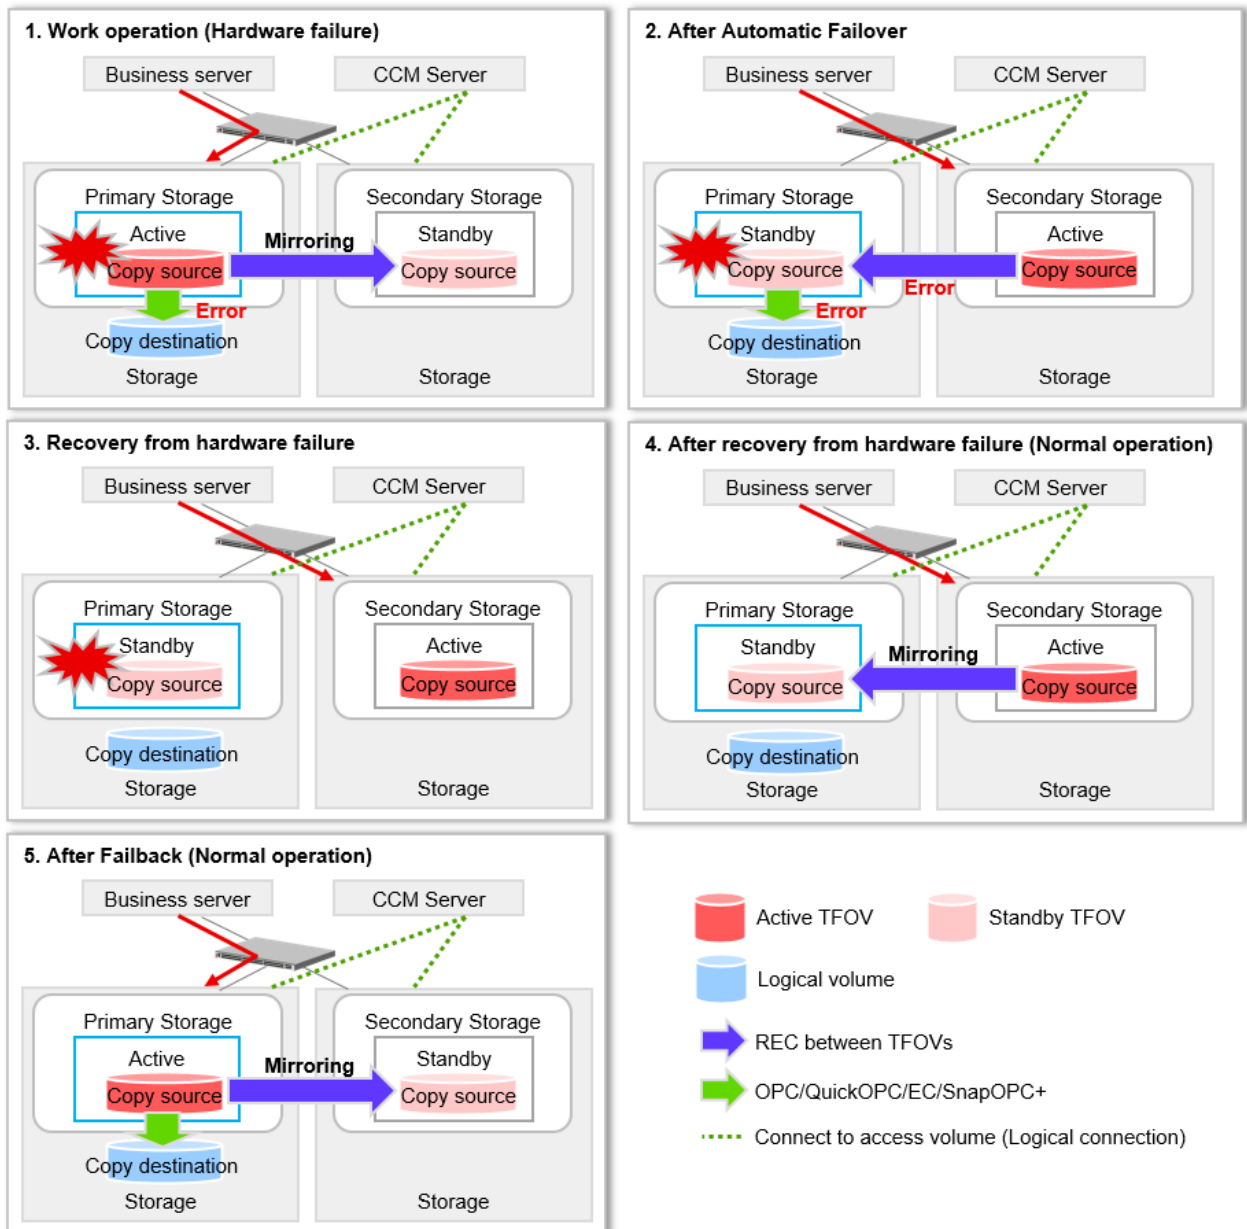 1. Work operation (Hardware failure)
Business server
CCM Server
Primary Storage
Secondary Storage
Active
Mirroring
Standby
Copy source
Copy source
Error
Copy destination
Storage
Storage
2. After Automatic Failover
Business server
CCM Server
Primary Storage
Secondary Storage
Standby
Active
Copy source
Copy source
Error
Error
Copy destination
Storage
Storage
3. Recovery from hardware failure
Business server
CCM Server
Primary Storage
Secondary Storage
Standby
Active
Copy source
Copy source
Copy destination
Storage
Storage
4. After recovery from hardware failure (Normal operation)
Business server
CCM Server
Primary Storage
Secondary Storage
Standby
Mirroring
Active
Copy source
Copy source
Copy destination
Storage
Storage
5. After Failback (Normal operation)
Business server
CCM Server
Primary Storage
Secondary Storage
Active
Mirroring
Standby
Copy source
Copy source
Copy destination
Storage
Storage
Active TFOV
Standby TFOV
Logical volume
REC between TFOVs
OPC/QuickOPC/EC/SnapOPC+
Connect to access volume (Logical connection)